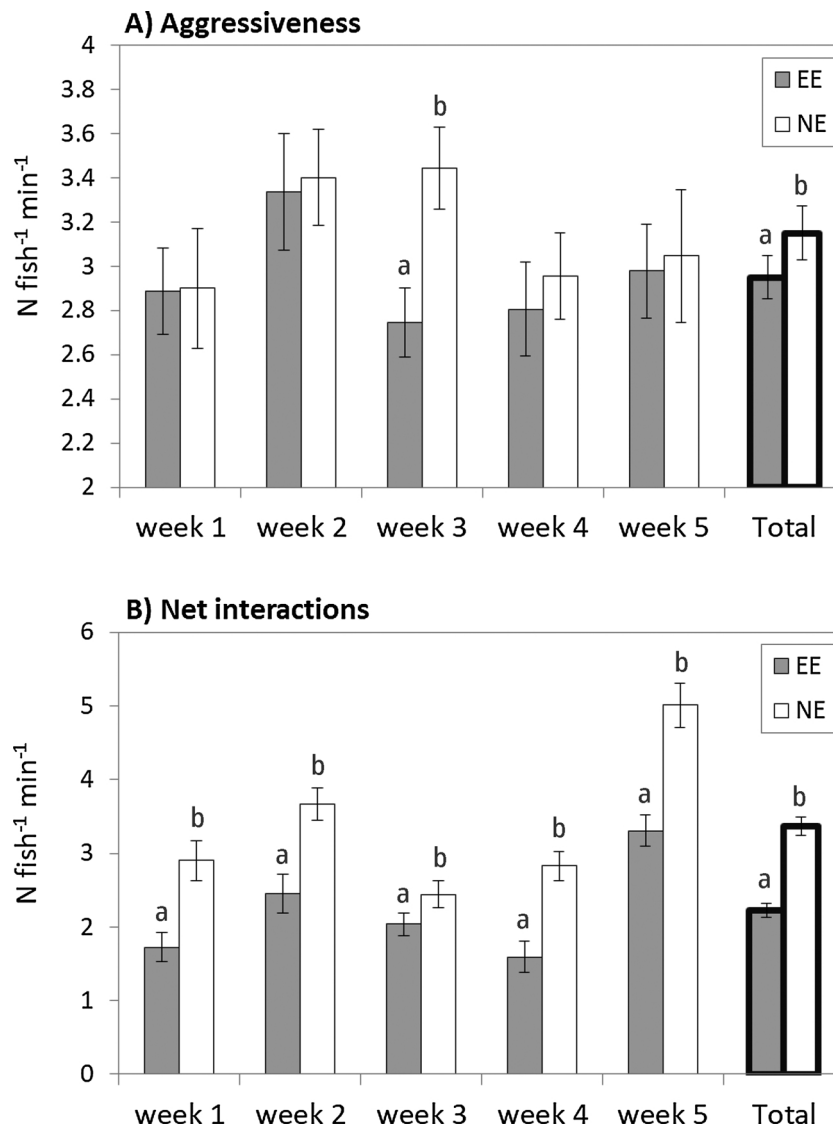 A) Aggressiveness
4
3.8
3.6
3.4
3.2
3
2.8
2.6
2.4
2.2
2
N fish⁻¹ min⁻¹
EE
NE
b
a
a
b
week 1 week 2 week 3 week 4 week 5 Total
B) Net interactions
6
5
4
3
2
1
0
N fish⁻¹ min⁻¹
EE
NE
a
b
a
b
a
b
a
b
a
b
a
b
week 1 week 2 week 3 week 4 week 5 Total